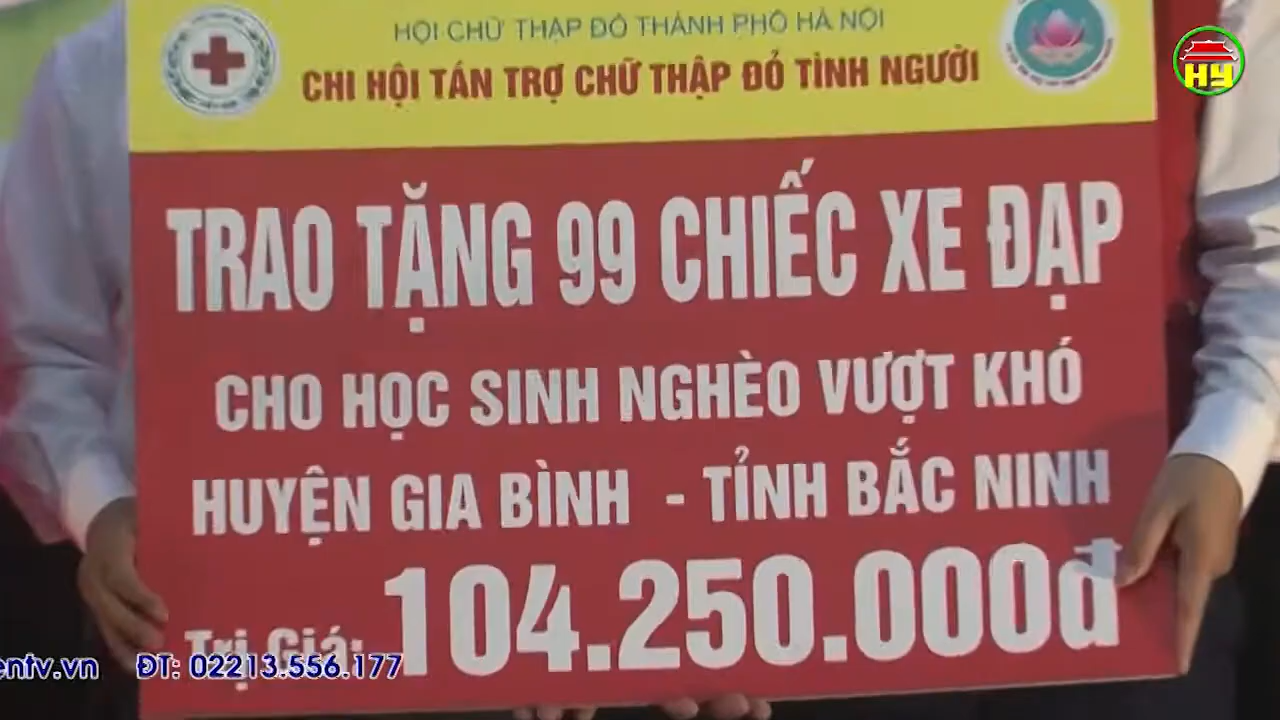 HỘI CHỮ THẬP ĐỎ THÀNH PHỐ HÀ NỘI
CHI HỘI TÁN TRỢ CHỮ THẬP ĐỎ TÌNH NGƯỜI
HY
TRAO TẶNG 99 CHIẾC XE ĐẠP
CHO HỌC SINH NGHÈO VƯỢT KHÓ
HUYỆN GIA BÌNH - TỈNH BẮC NINH
Trị Giá: 104.250.000đ
entv.vn ĐT: 02213.556.177